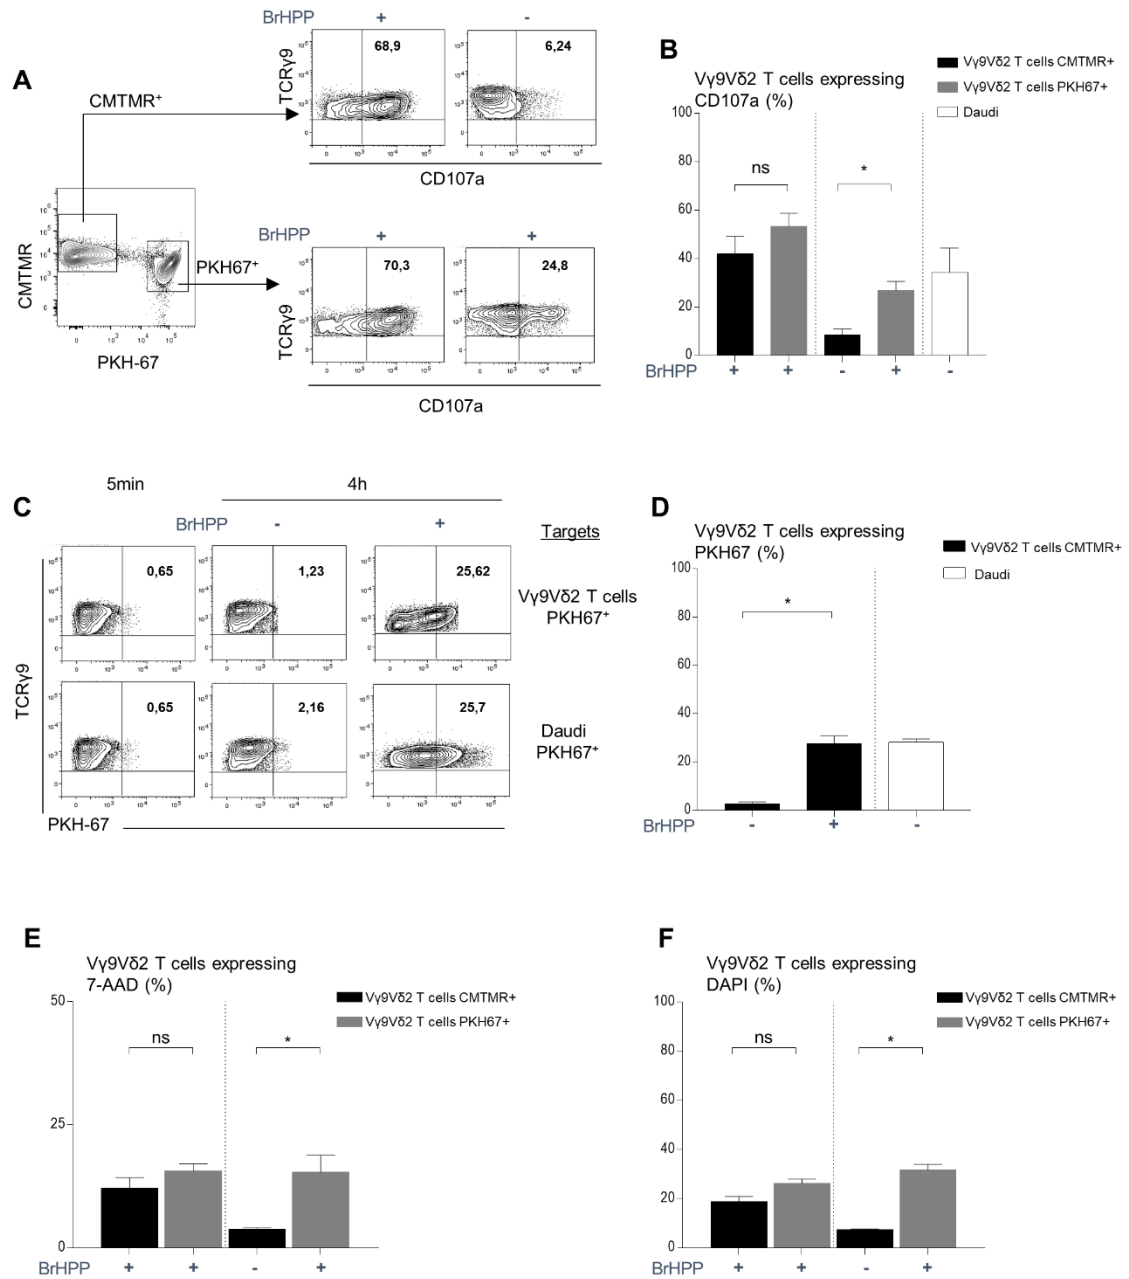 A
BrHPP + -
CMTMR⁺
TCRγ9
68,9
6,24
CD107a
CMTMR
PKH-67
PKH67⁺
BrHPP + +
TCRγ9
70,3
24,8
CD107a
B
Vγ9Vδ2 T cells expressing
CD107a (%)
Vγ9Vδ2 T cells CMTMR+
Vγ9Vδ2 T cells PKH67+
Daudi
100
80
60
40
20
0
ns
*
BrHPP + + - + -
C
5min
4h
BrHPP - +
Targets
0,65
1,23
25,62
Vγ9Vδ2 T cells
PKH67⁺
TCRγ9
0,65
2,16
25,7
Daudi
PKH67⁺
PKH-67
D
Vγ9Vδ2 T cells expressing
PKH67 (%)
Vγ9Vδ2 T cells CMTMR+
Daudi
100
80
60
40
20
0
*
BrHPP - + -
E
Vγ9Vδ2 T cells expressing
7-AAD (%)
Vγ9Vδ2 T cells CMTMR+
Vγ9Vδ2 T cells PKH67+
50
25
0
ns
*
BrHPP + + - +
F
Vγ9Vδ2 T cells expressing
DAPI (%)
Vγ9Vδ2 T cells CMTMR+
Vγ9Vδ2 T cells PKH67+
100
80
60
40
20
0
ns
*
BrHPP + + - +